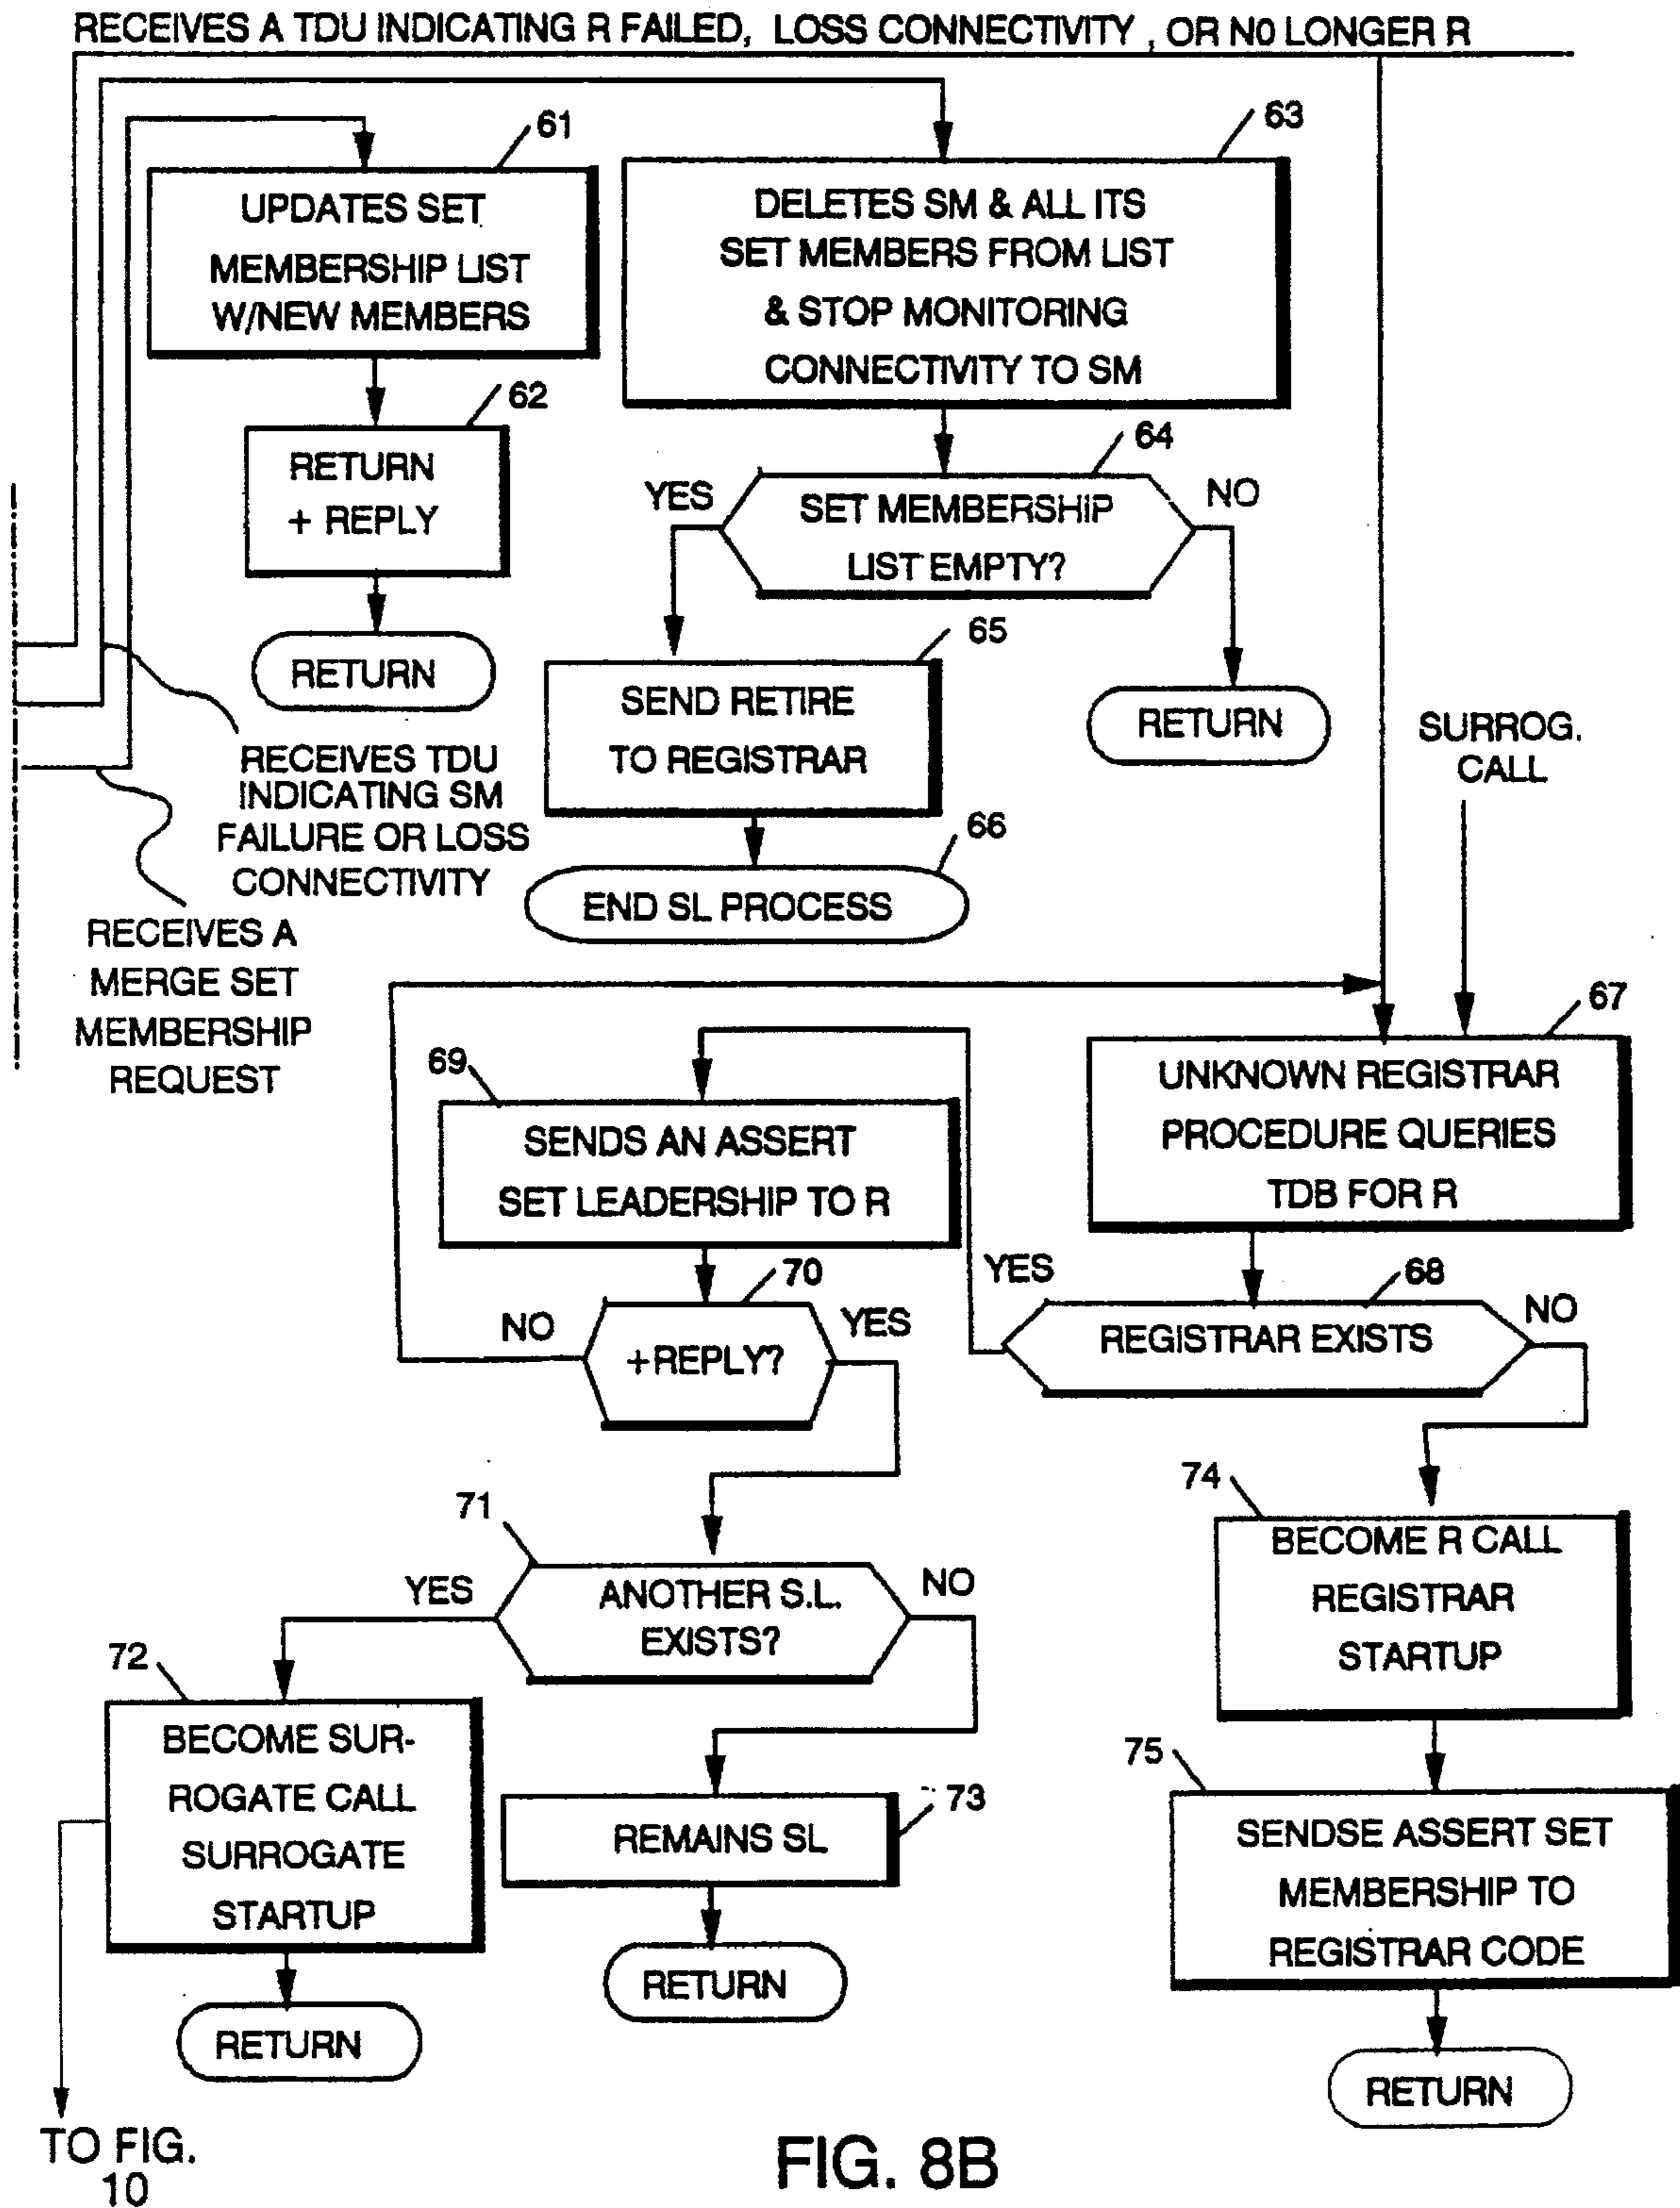 RECEIVES A TDU INDICATING R FAILED, LOSS CONNECTIVITY, OR NO LONGER R
61
UPDATES SET
MEMBERSHIP LIST
W/NEW MEMBERS
62
RETURN
+ REPLY
RETURN
63
DELETES SM & ALL ITS
SET MEMBERS FROM LIST
& STOP MONITORING
CONNECTIVITY TO SM
64
YES
SET MEMBERSHIP
LIST EMPTY?
NO
65
SEND RETIRE
TO REGISTRAR
RETURN
66
END SL PROCESS
SURROG.
CALL
RECEIVES TDU
INDICATING SM
FAILURE OR LOSS
CONNECTIVITY
RECEIVES A
MERGE SET
MEMBERSHIP
REQUEST
67
UNKNOWN REGISTRAR
PROCEDURE QUERIES
TDB FOR R
69
SENDS AN ASSERT
SET LEADERSHIP TO R
YES
68
REGISTRAR EXISTS
NO
70
NO
+REPLY?
YES
71
YES
ANOTHER S.L.
EXISTS?
NO
74
BECOME R CALL
REGISTRAR
STARTUP
72
BECOME SUR-
ROGATE CALL
SURROGATE
STARTUP
73
REMAINS SL
75
SENDSE ASSERT SET
MEMBERSHIP TO
REGISTRAR CODE
RETURN
RETURN
RETURN
TO FIG.
10
FIG. 8B